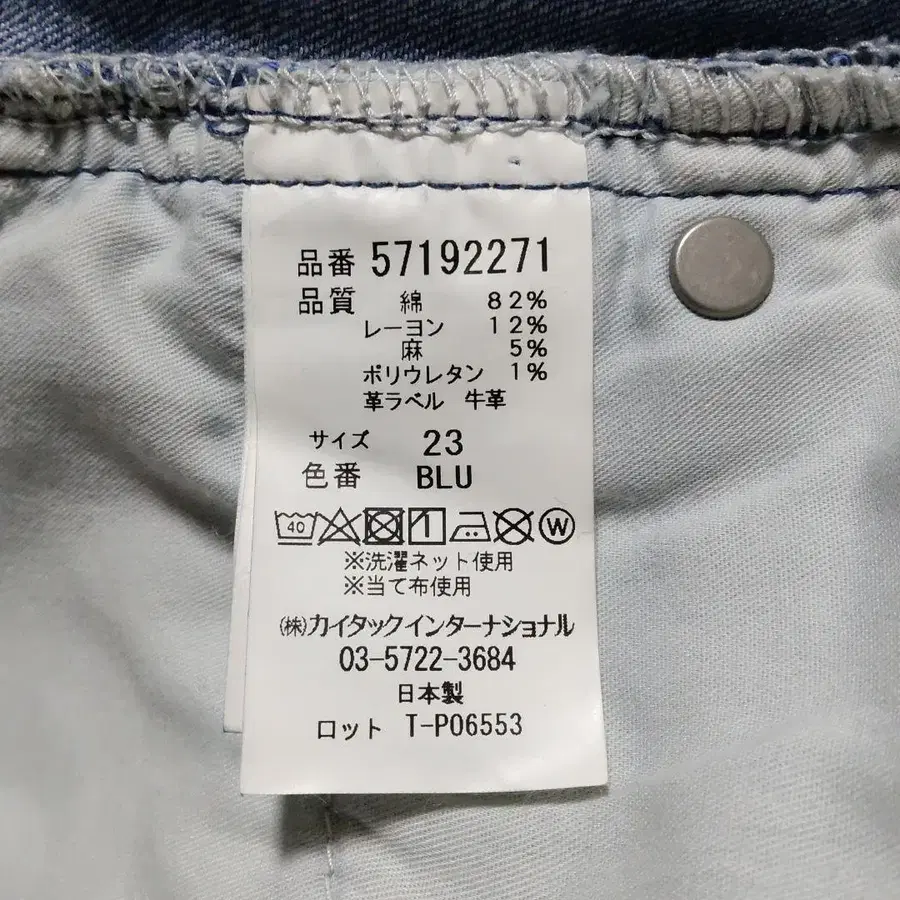 品番 57192271
品質 綿 82%
レーヨン 12%
麻 5%
ポリウレタン 1%
革ラベル 牛革
サイズ 23
色番 BLU
40 W
※洗濯ネット使用
※当て布使用
㈱カイタックインターナショナル
03-5722-3684
日本製
ロット T-P06553